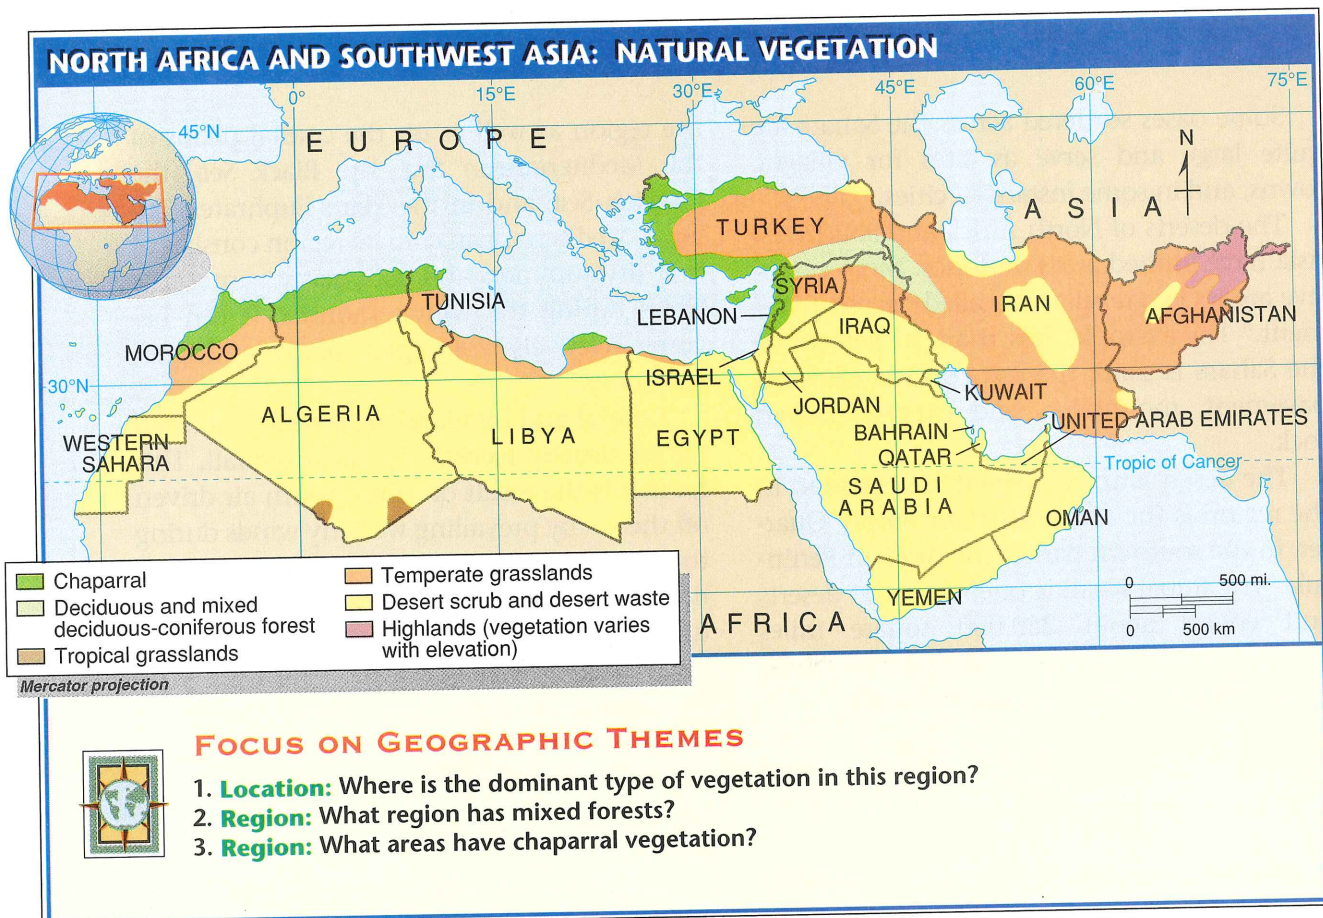 NORTH AFRICA AND SOUTHWEST ASIA: NATURAL VEGETATION
0°
15°E
30°E
45°E
60°E
75°E
45°N
EUROPE
N
ASIA
TURKEY
TUNISIA
SYRIA
LEBANON
IRAN
IRAQ
AFGHANISTAN
MOROCCO
30°N
ISRAEL
KUWAIT
JORDAN
ALGERIA
LIBYA
EGYPT
BAHRAIN
UNITED ARAB EMIRATES
WESTERN
SAHARA
QATAR
Tropic of Cancer
SAUDI
ARABIA
OMAN
YEMEN
AFRICA
0 500 mi.
0 500 km
Chaparral
Deciduous and mixed
deciduous-coniferous forest
Tropical grasslands
Temperate grasslands
Desert scrub and desert waste
Highlands (vegetation varies
with elevation)
Mercator projection
FOCUS ON GEOGRAPHIC THEMES
1. Location: Where is the dominant type of vegetation in this region?
2. Region: What region has mixed forests?
3. Region: What areas have chaparral vegetation?